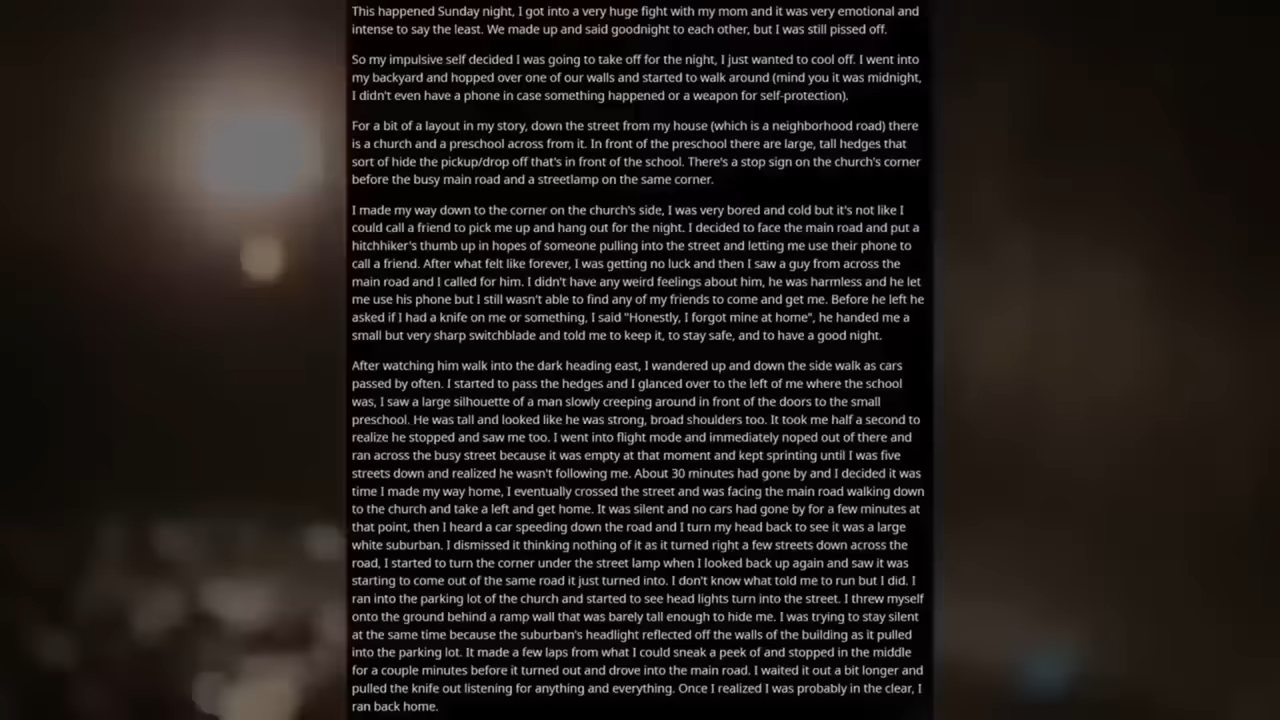 This happened Sunday night, I got into a very huge fight with my mom and it was very emotional and
intense to say the least. We made up and said goodnight to each other, but I was still pissed off.
So my impulsive self decided I was going to take off for the night, I just wanted to cool off. I went into
my backyard and hopped over one of our walls and started to walk around (mind you it was midnight,
I didn't even have a phone in case something happened or a weapon for self-protection).
For a bit of a layout in my story, down the street from my house (which is a neighborhood road) there
is a church and a preschool across from it. In front of the preschool there are large, tall hedges that
sort of hide the pickup/drop off that's in front of the school. There's a stop sign on the church's corner
before the busy main road and a streetlamp on the same corner.
I made my way down to the corner on the church's side, I was very bored and cold but it's not like I
could call a friend to pick me up and hang out for the night. I decided to face the main road and put a
hitchhiker's thumb up in hopes of someone pulling into the street and letting me use their phone to
call a friend. After what felt like forever, I was getting no luck and then I saw a guy from across the
main road and I called for him. I didn't have any weird feelings about him, he was harmless and he let
me use his phone but I still wasn't able to find any of my friends to come and get me. Before he left he
asked if I had a knife on me or something, I said "Honestly, I forgot mine at home", he handed me a
small but very sharp switchblade and told me to keep it, to stay safe, and to have a good night.
After watching him walk into the dark heading east, I wandered up and down the side walk as cars
passed by often. I started to pass the hedges and I glanced over to the left of me where the school
was, I saw a large silhouette of a man slowly creeping around in front of the doors to the small
preschool. He was tall and looked like he was strong, broad shoulders too. It took me half a second to
realize he stopped and saw me too. I went into flight mode and immediately noped out of there and
ran across the busy street because it was empty at that moment and kept sprinting until I was five
streets down and realized he wasn't following me. About 30 minutes had gone by and I decided it was
time I made my way home, I eventually crossed the street and was facing the main road walking down
to the church and take a left and get home. It was silent and no cars had gone by for a few minutes at
that point, then I heard a car speeding down the road and I turn my head back to see it was a large
white suburban. I dismissed it thinking nothing of it as it turned right a few streets down across the
road, I started to turn the corner under the street lamp when I looked back up again and saw it was
starting to come out of the same road it just turned into. I don't know what told me to run but I did. I
ran into the parking lot of the church and started to see head lights turn into the street. I threw myself
onto the ground behind a ramp wall that was barely tall enough to hide me. I was trying to stay silent
at the same time because the suburban's headlight reflected off the walls of the building as it pulled
into the parking lot. It made a few laps from what I could sneak a peek of and stopped in the middle
for a couple minutes before it turned out and drove into the main road. I waited it out a bit longer and
pulled the knife out listening for anything and everything. Once I realized I was probably in the clear, I
ran back home.